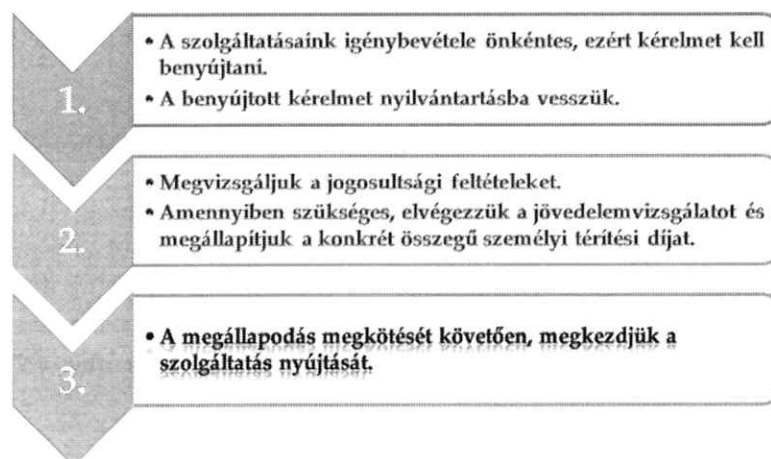 1.
• A szolgáltatásaink igénybevétele önkéntes, ezért kérelmet kell
benyújtani.
• A benyújtott kérelmet nyilvántartásba vesszük.
2.
• Megvizsgáljuk a jogosultsági feltételeket.
• Amennyiben szükséges, elvégezzük a jövedelemvizsgálatot és
megállapítjuk a konkrét összegű személyi térítési díjat.
3.
• A megállapodás megkötését követően, megkezdjük a
szolgáltatás nyújtását.